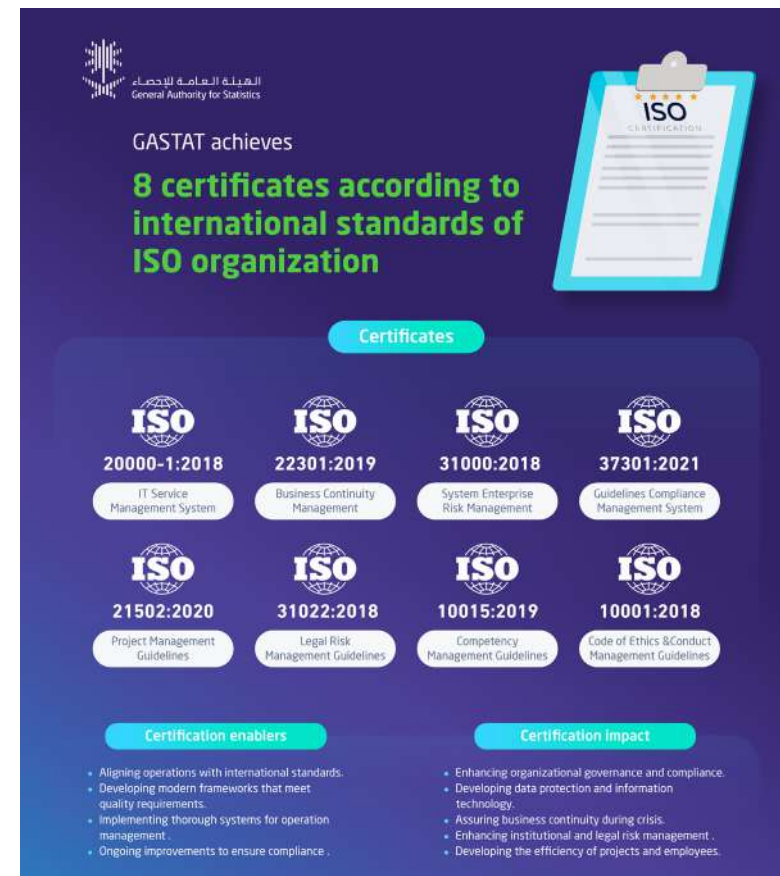 الهيئة العامة للإحصاء
General Authority for Statistics
ISO
CERTIFICATION
GASTAT achieves
8 certificates according to
international standards of
ISO organization
Certificates
ISO
20000-1:2018
IT Service
Management System
ISO
22301:2019
Business Continuity
Management
ISO
31000:2018
System Enterprise
Risk Management
ISO
37301:2021
Guidelines Compliance
Management System
ISO
21502:2020
Project Management
Guidelines
ISO
31022:2018
Legal Risk
Management Guidelines
ISO
10015:2019
Competency
Management Guidelines
ISO
10001:2018
Code of Ethics &Conduct
Management Guidelines
Certification enablers
• Aligning operations with international standards.
• Developing modern frameworks that meet
quality requirements.
• Implementing thorough systems for operation
management .
• Ongoing improvements to ensure compliance .
Certification impact
• Enhancing organizational governance and compliance.
• Developing data protection and information
technology.
• Assuring business continuity during crisis.
• Enhancing institutional and legal risk management .
• Developing the efficiency of projects and employees.